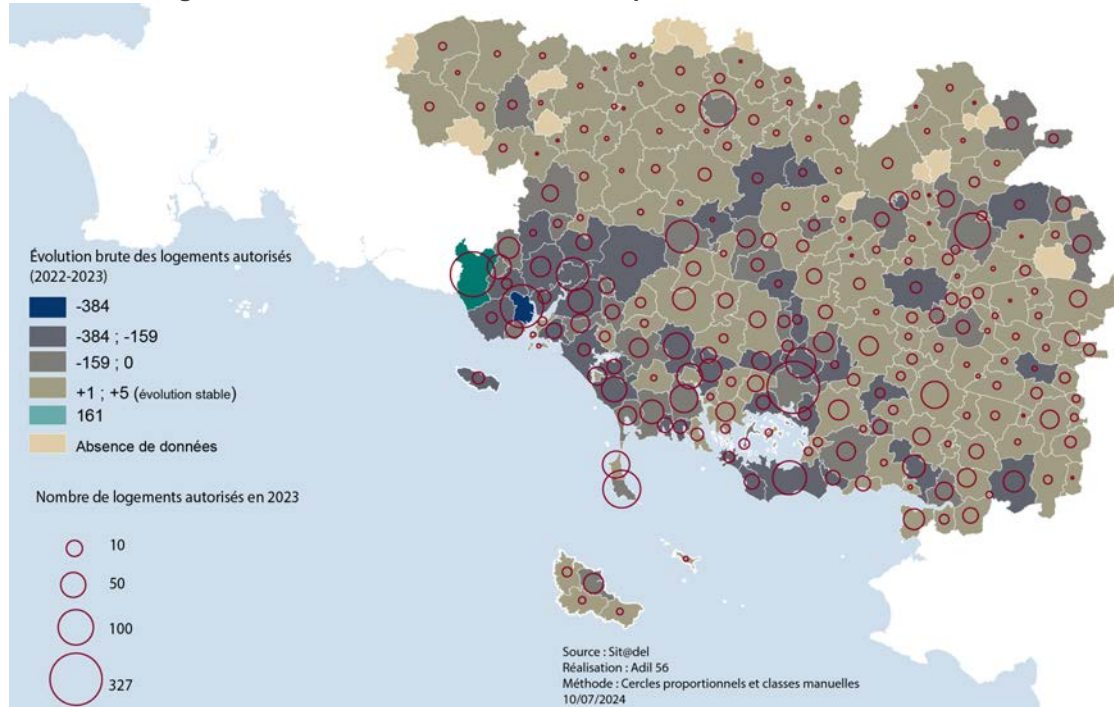 Évolution brute des logements autorisés
(2022-2023)
-384
-384 ; -159
-159 ; 0
+1 ; +5 (évolution stable)
161
Absence de données
Nombre de logements autorisés en 2023
10
50
100
327
Source : Sit@del
Réalisation : Adil 56
Méthode : Cercles proportionnels et classes manuelles
10/07/2024